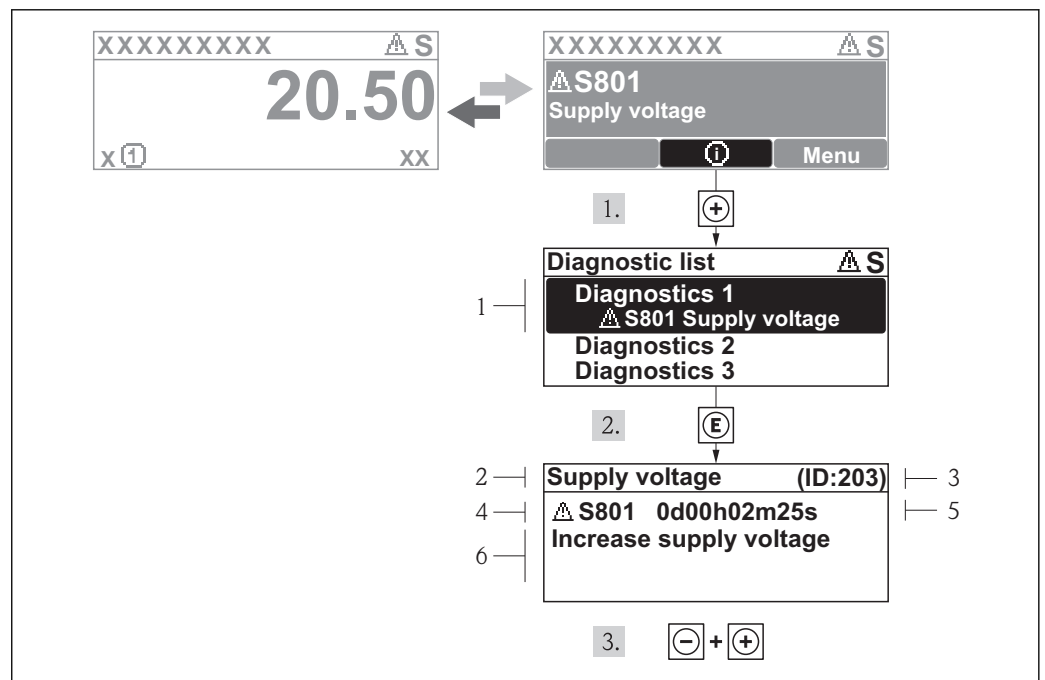 XXXXXXXXX ⚠ S
20.50
X ① XX
XXXXXXXXX ⚠ S
⚠ S801
Supply voltage
ⓘ Menu
1. +
Diagnostic list ⚠ S
1
Diagnostics 1
⚠ S801 Supply voltage
Diagnostics 2
Diagnostics 3
2. E
2 Supply voltage (ID:203) 3
4 ⚠ S801 0d00h02m25s 5
6 Increase supply voltage
3. - + +